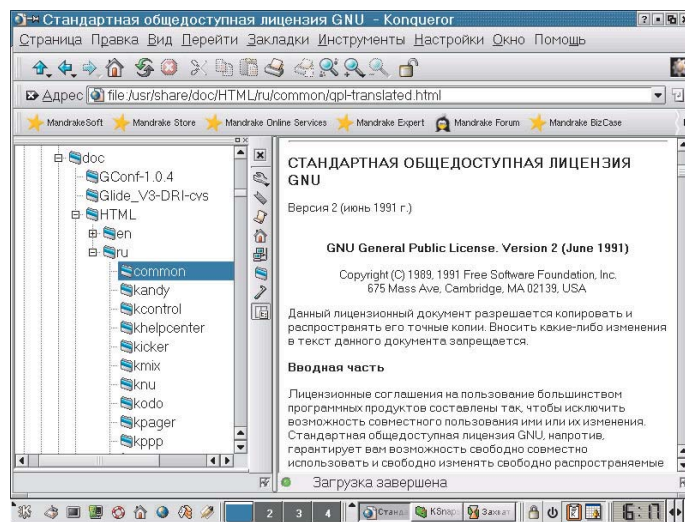 Стандартная общедоступная лицензия GNU - Konqueror
Страница Правка Вид Перейти Закладки Инструменты Настройки Окно Помощь
Адрес file:/usr/share/doc/HTML/ru/common/gpl-translated.html
MandrakeSoft Mandrake Store Mandrake Online Services Mandrake Expert Mandrake Forum Mandrake BizCase
doc
GConf-1.0.4
Glide_V3-DRI-cvs
HTML
en
ru
common
kandy
kcontrol
khelpcenter
kicker
kmix
knu
kodo
kpager
kppp
СТАНДАРТНАЯ ОБЩЕДОСТУПНАЯ ЛИЦЕНЗИЯ
GNU
Версия 2 (июнь 1991 г.)
GNU General Public License. Version 2 (June 1991)
Copyright (C) 1989, 1991 Free Software Foundation, Inc.
675 Mass Ave, Cambridge, MA 02139, USA
Данный лицензионный документ разрешается копировать и
распространять его точные копии. Вносить какие-либо изменения
в текст данного документа запрещается.
Вводная часть
Лицензионные соглашения на пользование большинством
программных продуктов составлены так, чтобы исключить
возможность совместного пользования ими или их изменения.
Стандартная общедоступная лицензия GNU, напротив,
гарантирует вам возможность свободно совместно
использовать и свободно изменять свободно распространяемые
Загрузка завершена
2 3 4 Станда KSnap Захват 6:17